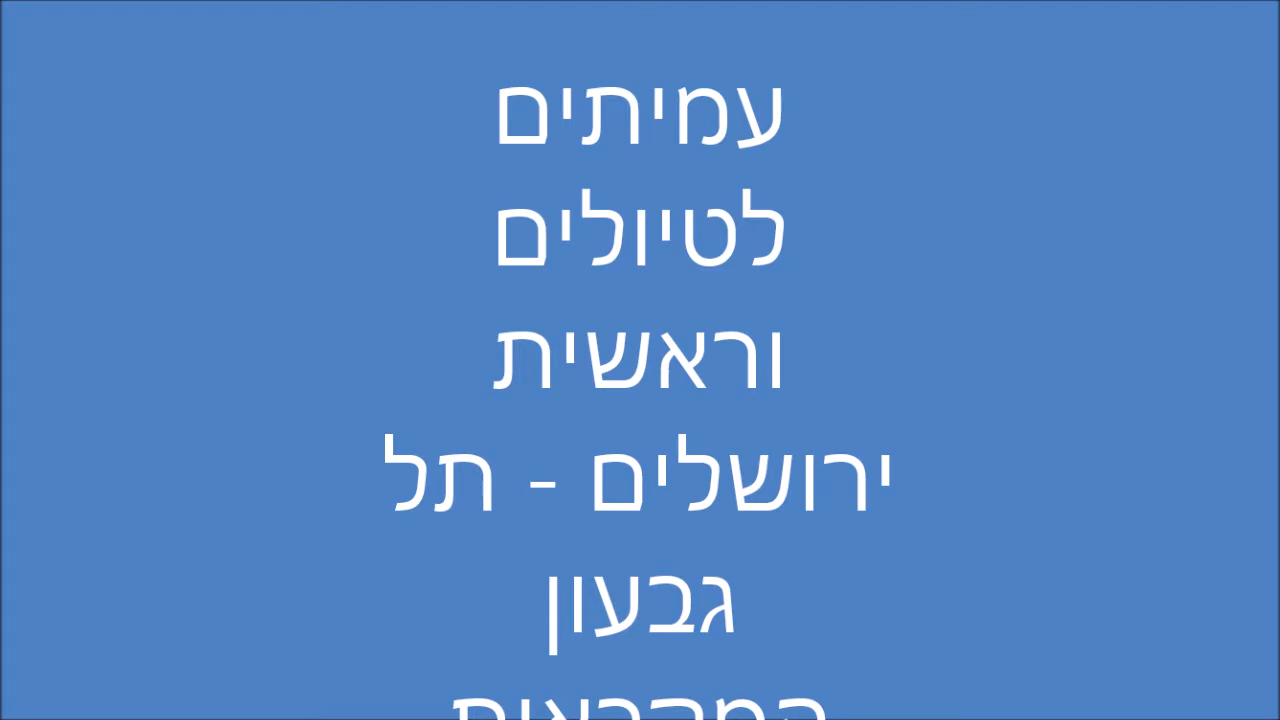 עמיתים
לטיולים
וראשית
ירושלים - תל
גבעון